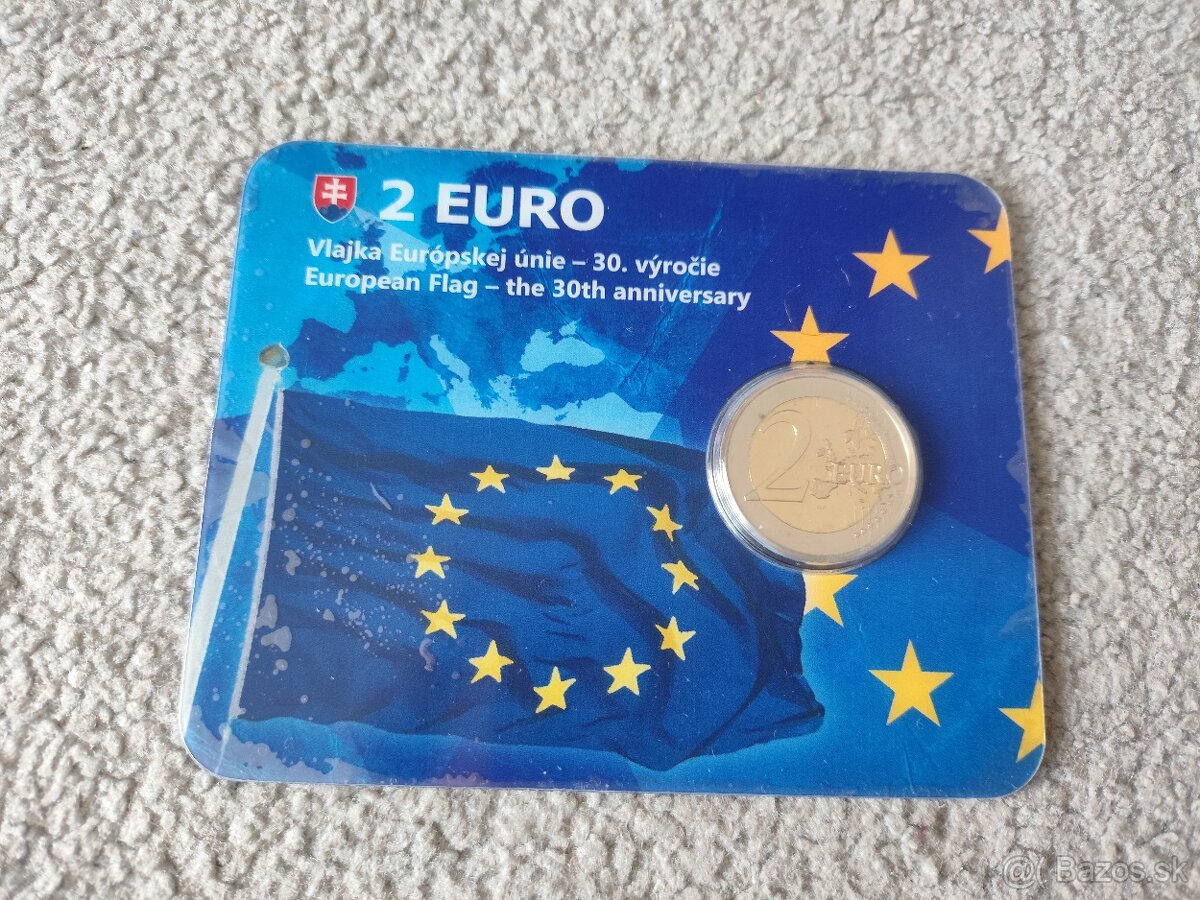 2 EURO
Vlajka Európskej únie – 30. výročie
European Flag – the 30th anniversary
2 EURO
@ Bazos.sk